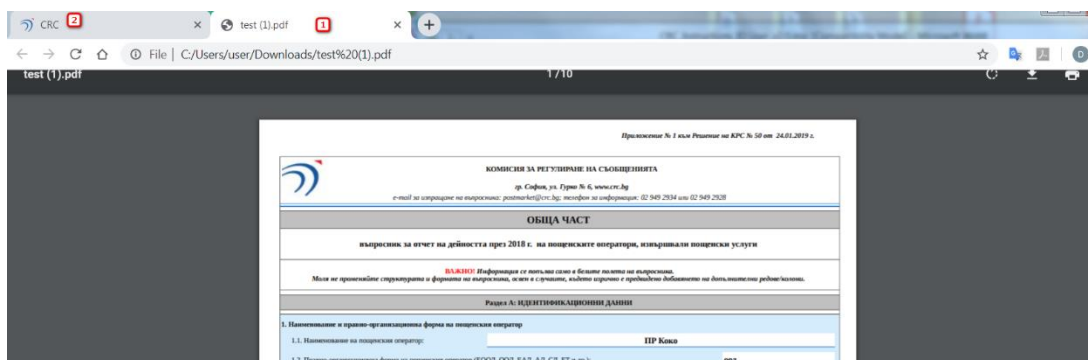 CRC 2
test (1).pdf 1
File | C:/Users/user/Downloads/test%20(1).pdf
D
test (1).pdf
1 / 10
Приложение № 1 към Решение на КРС № 50 от 24.01.2019 г.
КОМИСИЯ ЗА РЕГУЛИРАНЕ НА СЪОБЩЕНИЯТА
гр. София, ул. Гурко № 6, www.crc.bg
e-mail за изпращане на въпросника: postmarket@crc.bg; телефон за информация: 02 949 2934 или 02 949 2928
ОБЩА ЧАСТ
въпросник за отчет на дейността през 2018 г. на пощенските оператори, извършвали пощенски услуги
ВАЖНО! Информация се попълва само в белите полета на въпросника.
Моля не променяйте структурата и формата на въпросника, освен в случаите, където изрично е предвидено добавянето на допълнителни редове/колони.
Раздел А: ИДЕНТИФИКАЦИОННИ ДАННИ
1. Наименование и правно-организационна форма на пощенския оператор
1.1. Наименование на пощенския оператор: ПР Коко